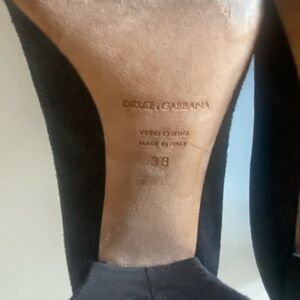 DOLCE & GABBANA
VERO CUOIO
MADE IN ITALY
38